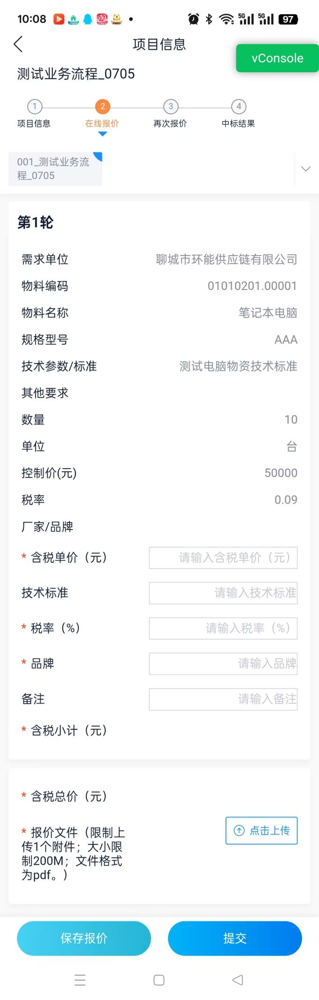 10:08
5G 5G 97
项目信息
vConsole
测试业务流程_0705
1 2 3 4
项目信息 在线报价 再次报价 中标结果
001_测试业务流
程_0705
第1轮
需求单位 聊城市环能供应链有限公司
物料编码 01010201.00001
物料名称 笔记本电脑
规格型号 AAA
技术参数/标准 测试电脑物资技术标准
其他要求
数量 10
单位 台
控制价(元) 50000
税率 0.09
厂家/品牌
* 含税单价（元） 请输入含税单价（元）
技术标准 请输入技术标准
* 税率（%） 请输入税率（%）
* 品牌 请输入品牌
备注 请输入备注
* 含税小计（元）
* 含税总价（元）
* 报价文件（限制上
传1个附件；大小限
制200M；文件格式
为pdf。）
点击上传
保存报价 提交